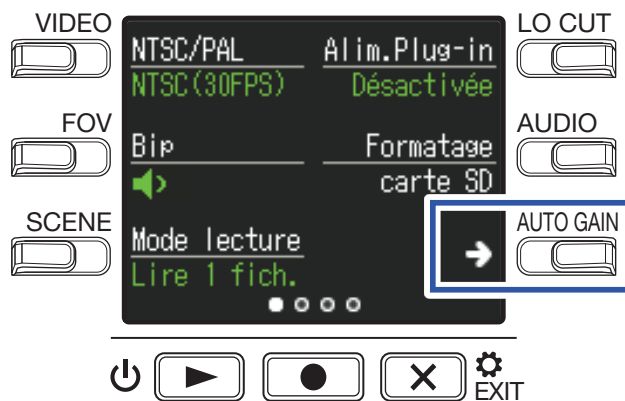 VIDEO
LO CUT
NTSC/PAL
Alim.Plug-in
NTSC(30FPS)
Désactivée
FOV
AUDIO
Bip
Formatage
carte SD
SCENE
AUTO GAIN
Mode lecture
Lire 1 fich.
EXIT